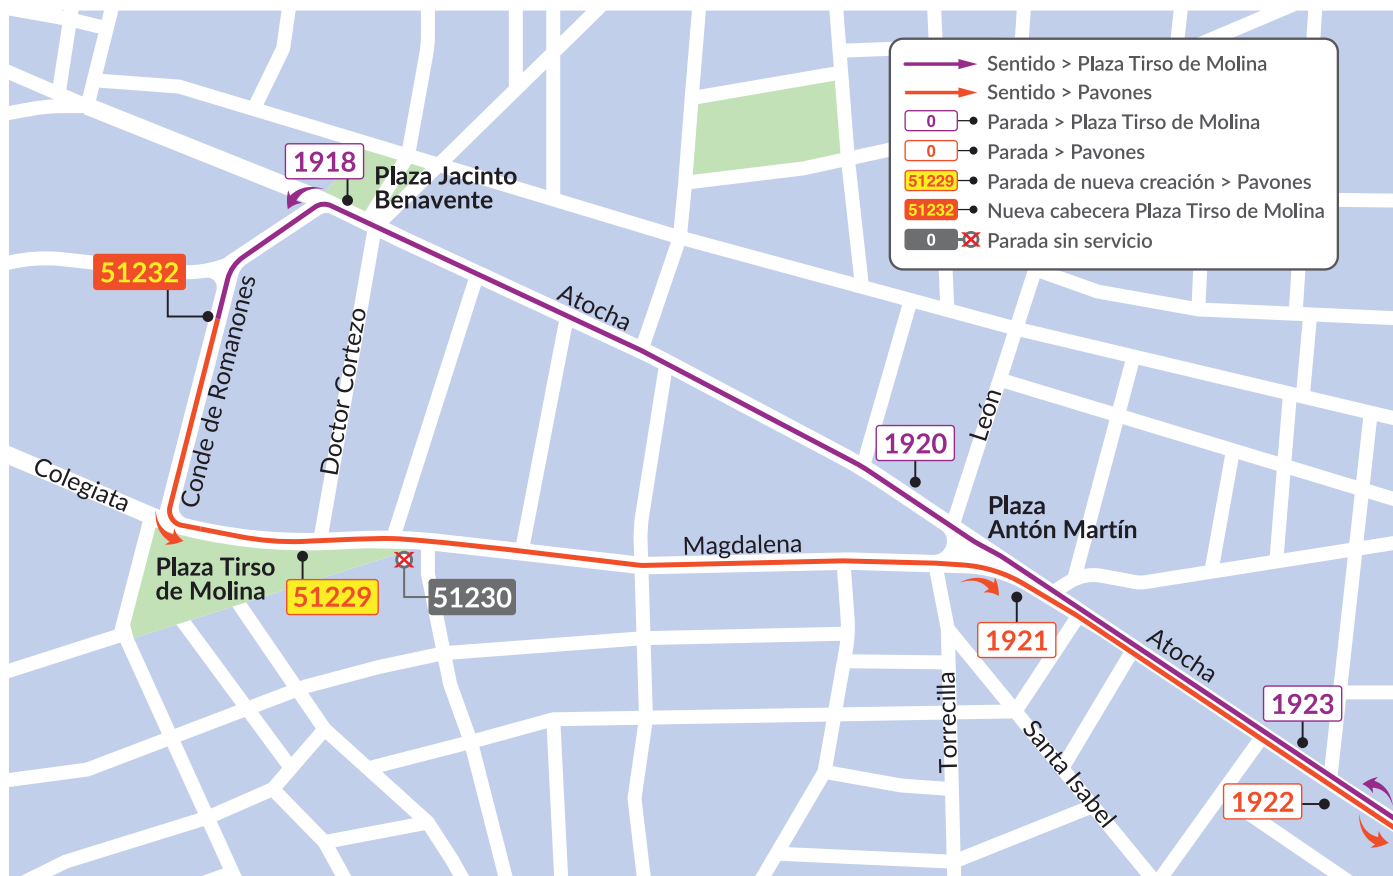 Sentido > Plaza Tirso de Molina
Sentido > Pavones
0 Parada > Plaza Tirso de Molina
0 Parada > Pavones
51229 Parada de nueva creación > Pavones
51232 Nueva cabecera Plaza Tirso de Molina
0 Parada sin servicio
1918
Plaza Jacinto
Benavente
51232
Conde de Romanones
Doctor Cortezo
Atocha
Colegiata
1920
León
Plaza
Antón Martín
Magdalena
Plaza Tirso
de Molina
51229
51230
1921
Atocha
Torrecilla
Santa Isabel
1923
1922